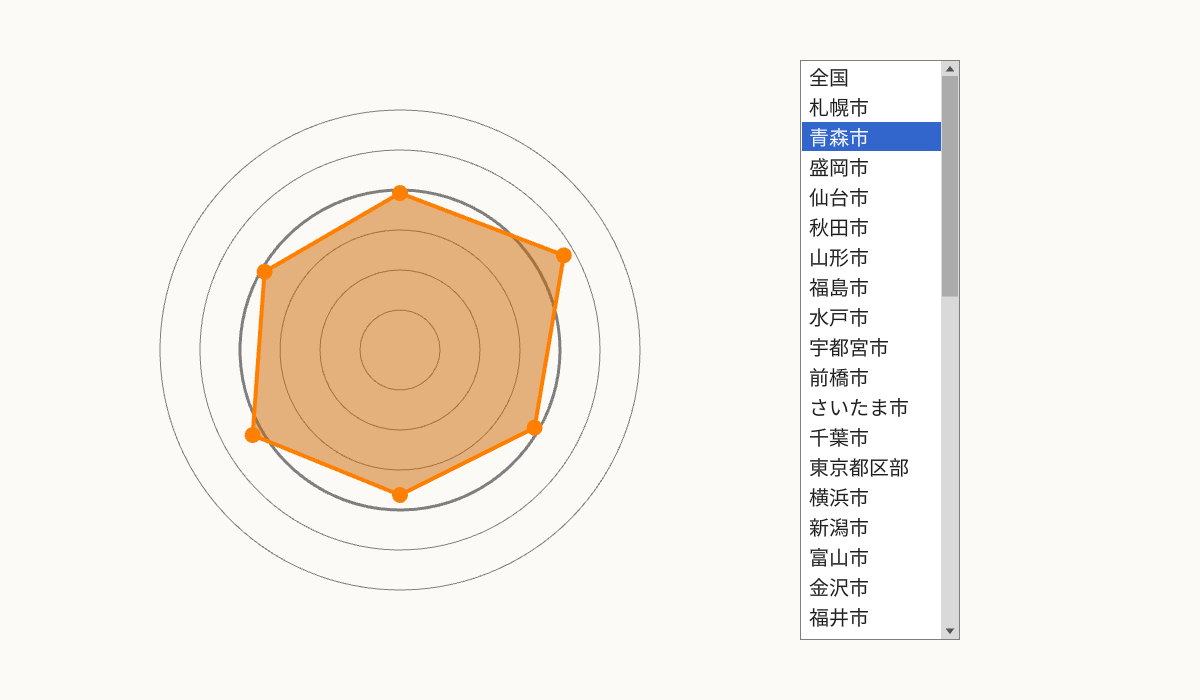 全国
札幌市
青森市
盛岡市
仙台市
秋田市
山形市
福島市
水戸市
宇都宮市
前橋市
さいたま市
千葉市
東京都区部
横浜市
新潟市
富山市
金沢市
福井市